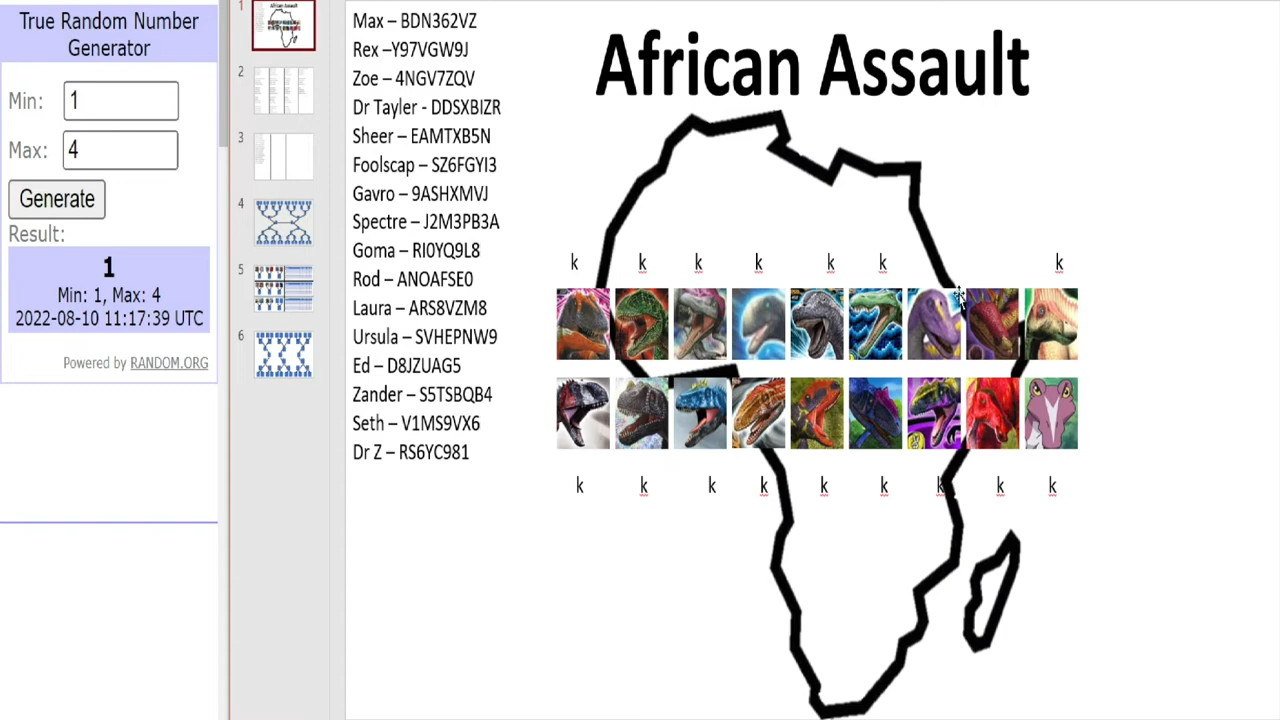 True Random Number
Generator
Min: 1
Max: 4
Generate
Result:
1
Min: 1, Max: 4
2022-08-10 11:17:39 UTC
Powered by RANDOM.ORG
1
2
3
4
5
6
Max – BDN362VZ
Rex –Y97VGW9J
Zoe – 4NGV7ZQV
Dr Tayler - DDSXBIZR
Sheer – EAMTXB5N
Foolscap – SZ6FGYI3
Gavro – 9ASHXMVJ
Spectre – J2M3PB3A
Goma – RI0YQ9L8
Rod – ANOAFSE0
Laura – ARS8VZM8
Ursula – SVHEPNW9
Ed – D8JZUAG5
Zander – S5TSBQB4
Seth – V1MS9VX6
Dr Z – RS6YC981
African Assault
k k k k k k k
k k k k k k k k k